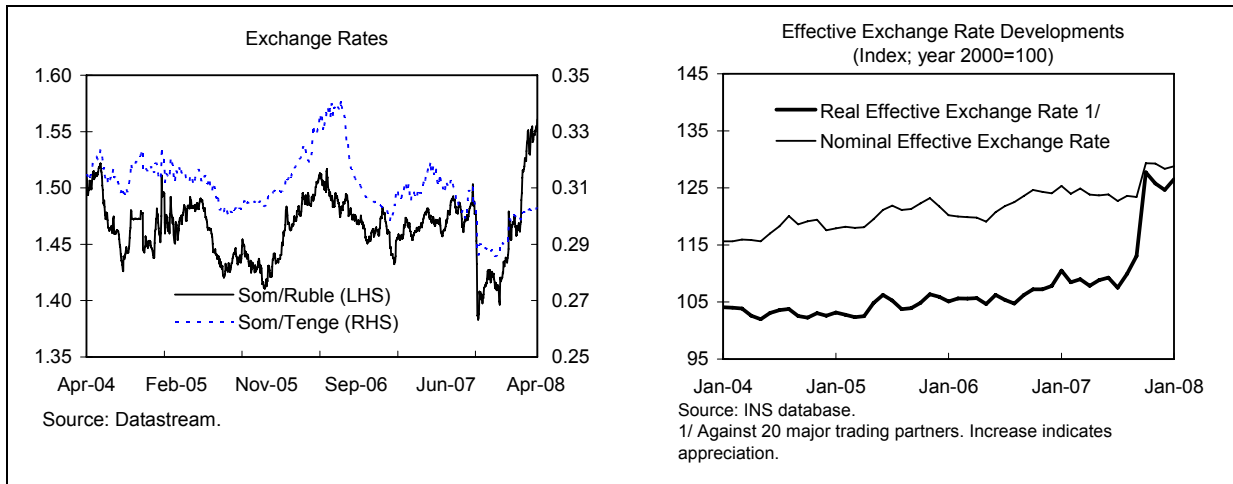 Exchange Rates
1.60
1.55
1.50
1.45
1.40
1.35
0.35
0.33
0.31
0.29
0.27
0.25
Som/Ruble (LHS)
Som/Tenge (RHS)
Apr-04 Feb-05 Nov-05 Sep-06 Jun-07 Apr-08
Source: Datastream.
Effective Exchange Rate Developments
(Index; year 2000=100)
145
135
125
115
105
95
Real Effective Exchange Rate 1/
Nominal Effective Exchange Rate
Jan-04 Jan-05 Jan-06 Jan-07 Jan-08
Source: INS database.
1/ Against 20 major trading partners. Increase indicates
appreciation.